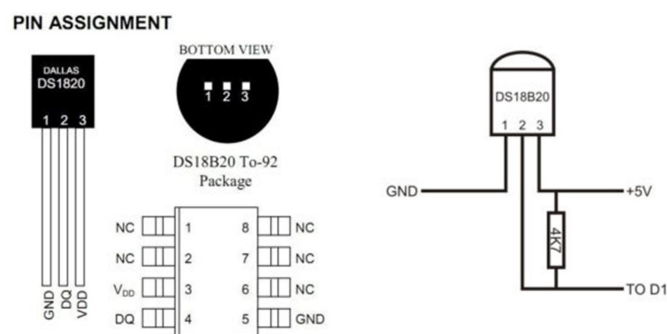 PIN ASSIGNMENT
DALLAS
DS1820
1 2 3
GND
DQ
VDD
BOTTOM VIEW
1 2 3
DS18B20 To-92
Package
NC 1 8 NC
NC 2 7 NC
VDD 3 6 NC
DQ 4 5 GND
DS18B20
1 2 3
GND
+5V
4K7
TO D1